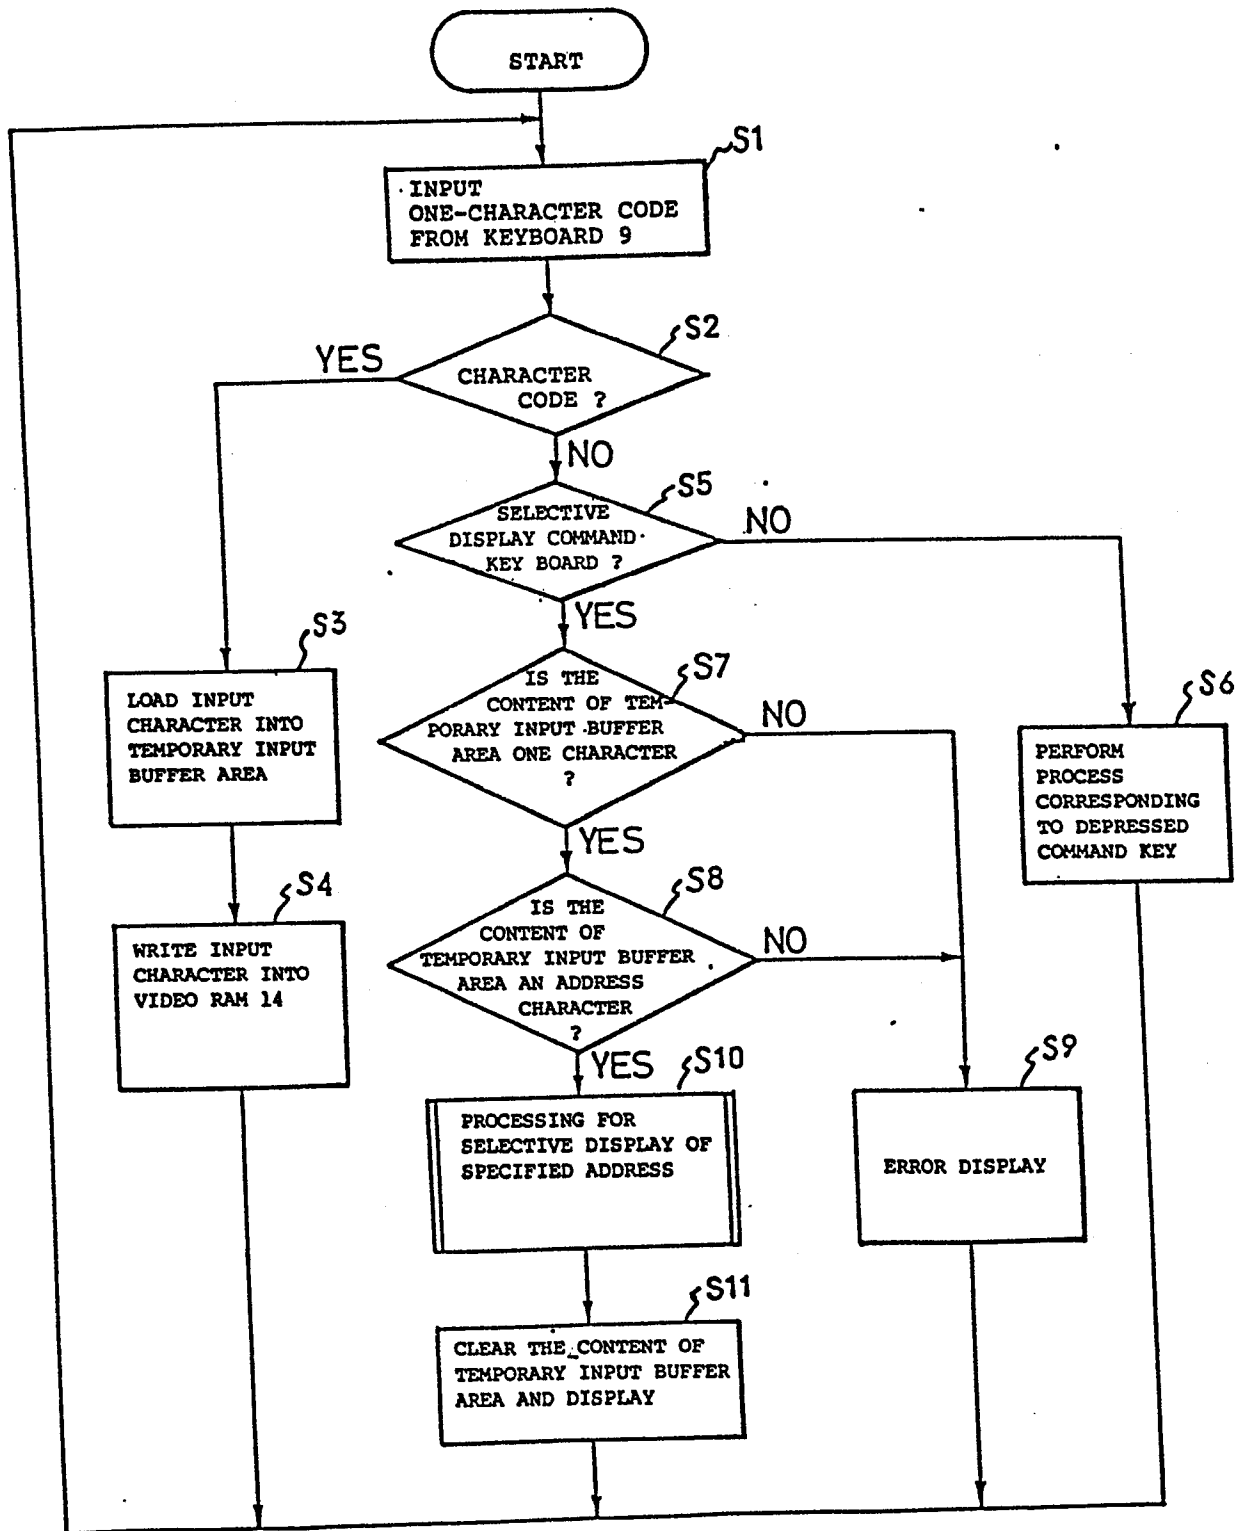 START
S1
INPUT
ONE-CHARACTER CODE
FROM KEYBOARD 9
S2
YES
CHARACTER
CODE ?
NO
S5
SELECTIVE
DISPLAY COMMAND
KEY BOARD ?
NO
YES
S3
LOAD INPUT
CHARACTER INTO
TEMPORARY INPUT
BUFFER AREA
S7
IS THE
CONTENT OF TEM-
PORARY INPUT BUFFER
AREA ONE CHARACTER
?
NO
S6
PERFORM
PROCESS
CORRESPONDING
TO DEPRESSED
COMMAND KEY
YES
S4
WRITE INPUT
CHARACTER INTO
VIDEO RAM 14
S8
IS THE
CONTENT OF
TEMPORARY INPUT BUFFER
AREA AN ADDRESS
CHARACTER
?
NO
YES
S10
PROCESSING FOR
SELECTIVE DISPLAY OF
SPECIFIED ADDRESS
S9
ERROR DISPLAY
S11
CLEAR THE CONTENT OF
TEMPORARY INPUT BUFFER
AREA AND DISPLAY